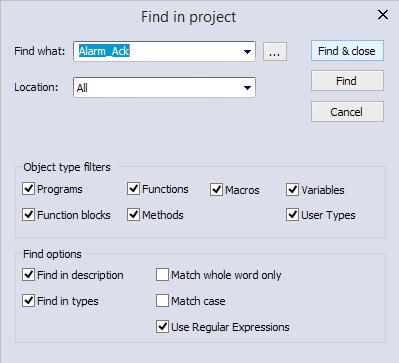 Find in project
Find what: Alarm_Ack ... Find & close
Location: All Find
Cancel
Object type filters
Programs Functions Macros Variables
Function blocks Methods User Types
Find options
Find in description Match whole word only
Find in types Match case
Use Regular Expressions